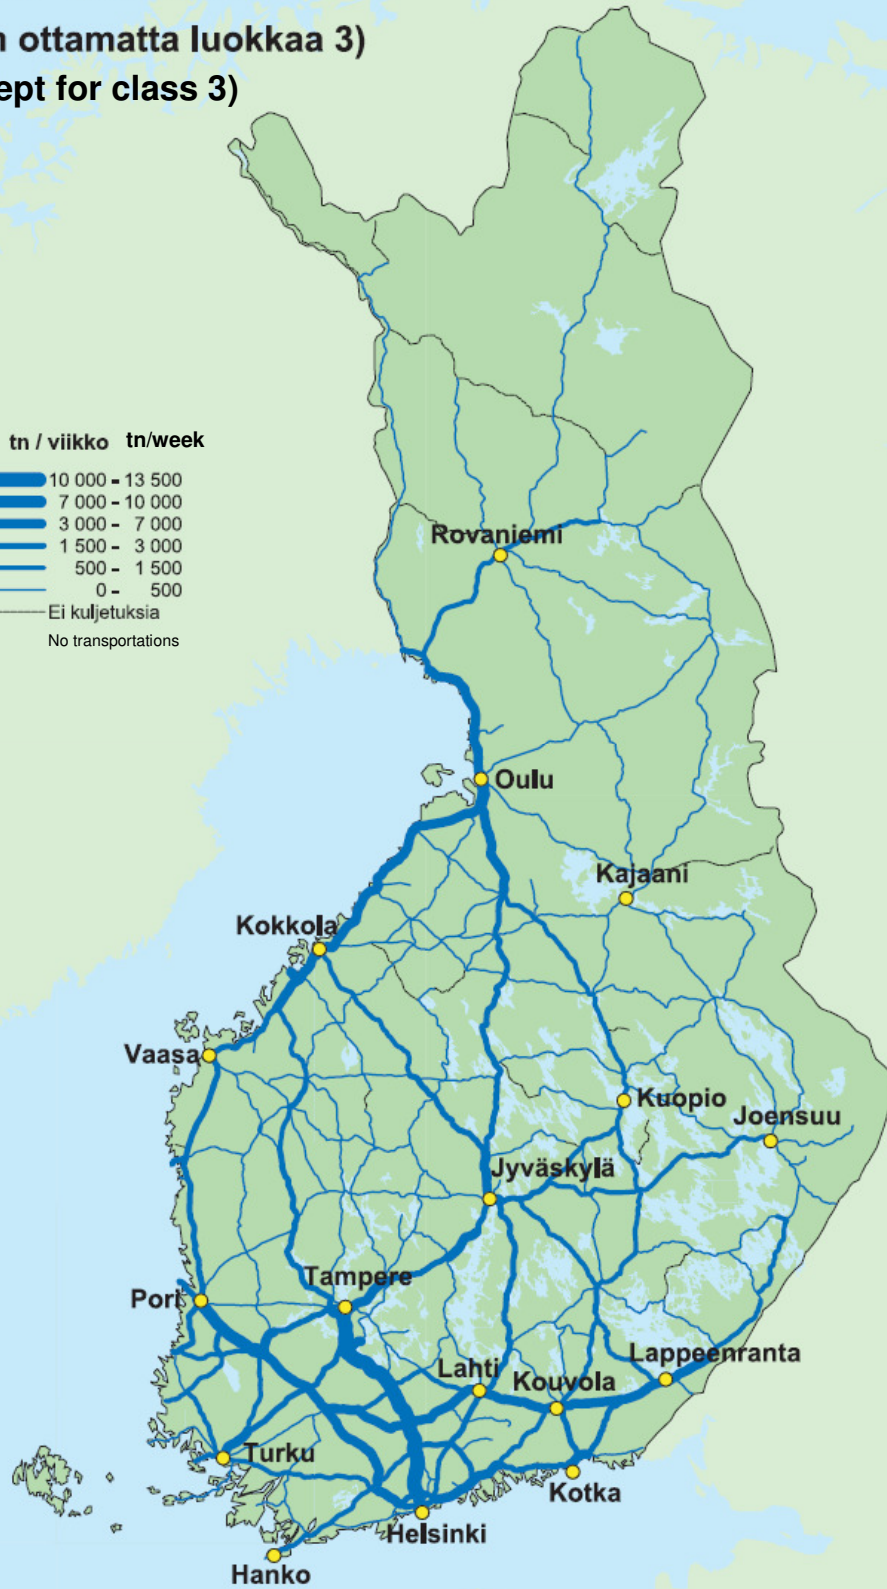 n ottamatta luokkaa 3)
ept for class 3)
tn / viikko tn/week
10 000 - 13 500
7 000 - 10 000
3 000 - 7 000
1 500 - 3 000
500 - 1 500
0 - 500
Ei kuljetuksia
No transportations
Rovaniemi
Oulu
Kajaani
Kokkola
Vaasa
Kuopio
Joensuu
Jyväskylä
Tampere
Pori
Lappeenranta
Lahti
Kouvola
Turku
Kotka
Helsinki
Hanko